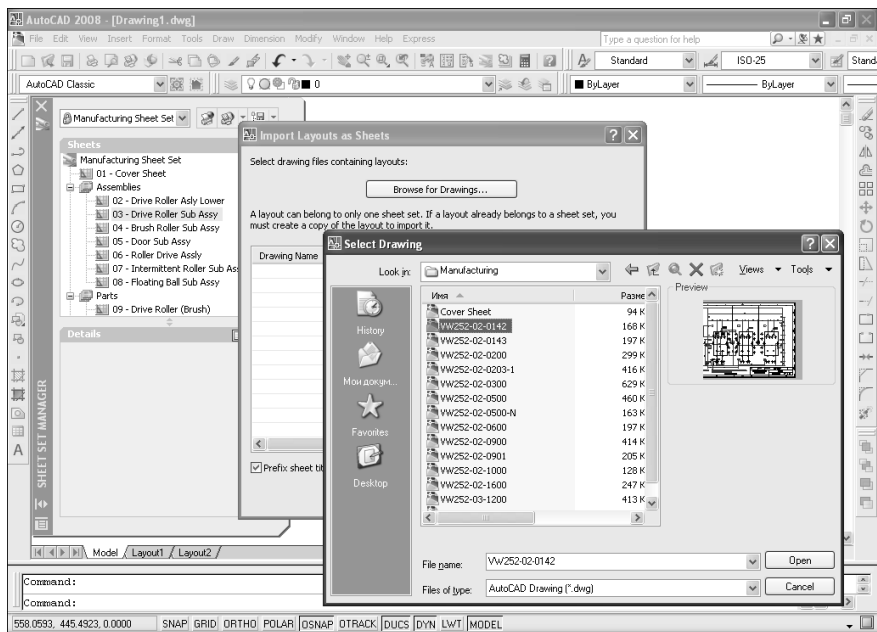 AutoCAD 2008 - [Drawing1.dwg]
File Edit View Insert Format Tools Draw Dimension Modify Window Help Express
Type a question for help
Standard
ISO-25
Stand
AutoCAD Classic
0
ByLayer
ByLayer
Manufacturing Sheet Set
Sheets
Manufacturing Sheet Set
01 - Cover Sheet
Assemblies
02 - Drive Roller Asly Lower
03 - Drive Roller Sub Assy
04 - Brush Roller Sub Assy
05 - Door Sub Assy
06 - Roller Drive Assly
07 - Intermittent Roller Sub Ass
08 - Floating Ball Sub Assy
Parts
09 - Drive Roller (Brush)
Details
SHEET SET MANAGER
Import Layouts as Sheets
Select drawing files containing layouts:
Browse for Drawings...
A layout can belong to only one sheet set. If a layout already belongs to a sheet set, you
must create a copy of the layout to import it.
Drawing Name
Prefix sheet tit
Select Drawing
Look in:
Manufacturing
Views
Tools
History
Мои докум...
Favorites
Desktop
Имя
Разме
Cover Sheet 94 K
VW252-02-0142 168 K
VW252-02-0143 197 K
VW252-02-0200 299 K
VW252-02-0203-1 416 K
VW252-02-0300 629 K
VW252-02-0500 460 K
VW252-02-0500-N 163 K
VW252-02-0600 197 K
VW252-02-0900 414 K
VW252-02-0901 205 K
VW252-02-1000 128 K
VW252-02-1600 247 K
VW252-03-1200 413 K
Preview
File name:
VW252-02-0142
Open
Files of type:
AutoCAD Drawing (*.dwg)
Cancel
Model
Layout1
Layout2
Command:
Command:
558.0593, 445.4923, 0.0000
SNAP GRID ORTHO POLAR OSNAP OTRACK DUCS DYN LWT MODEL